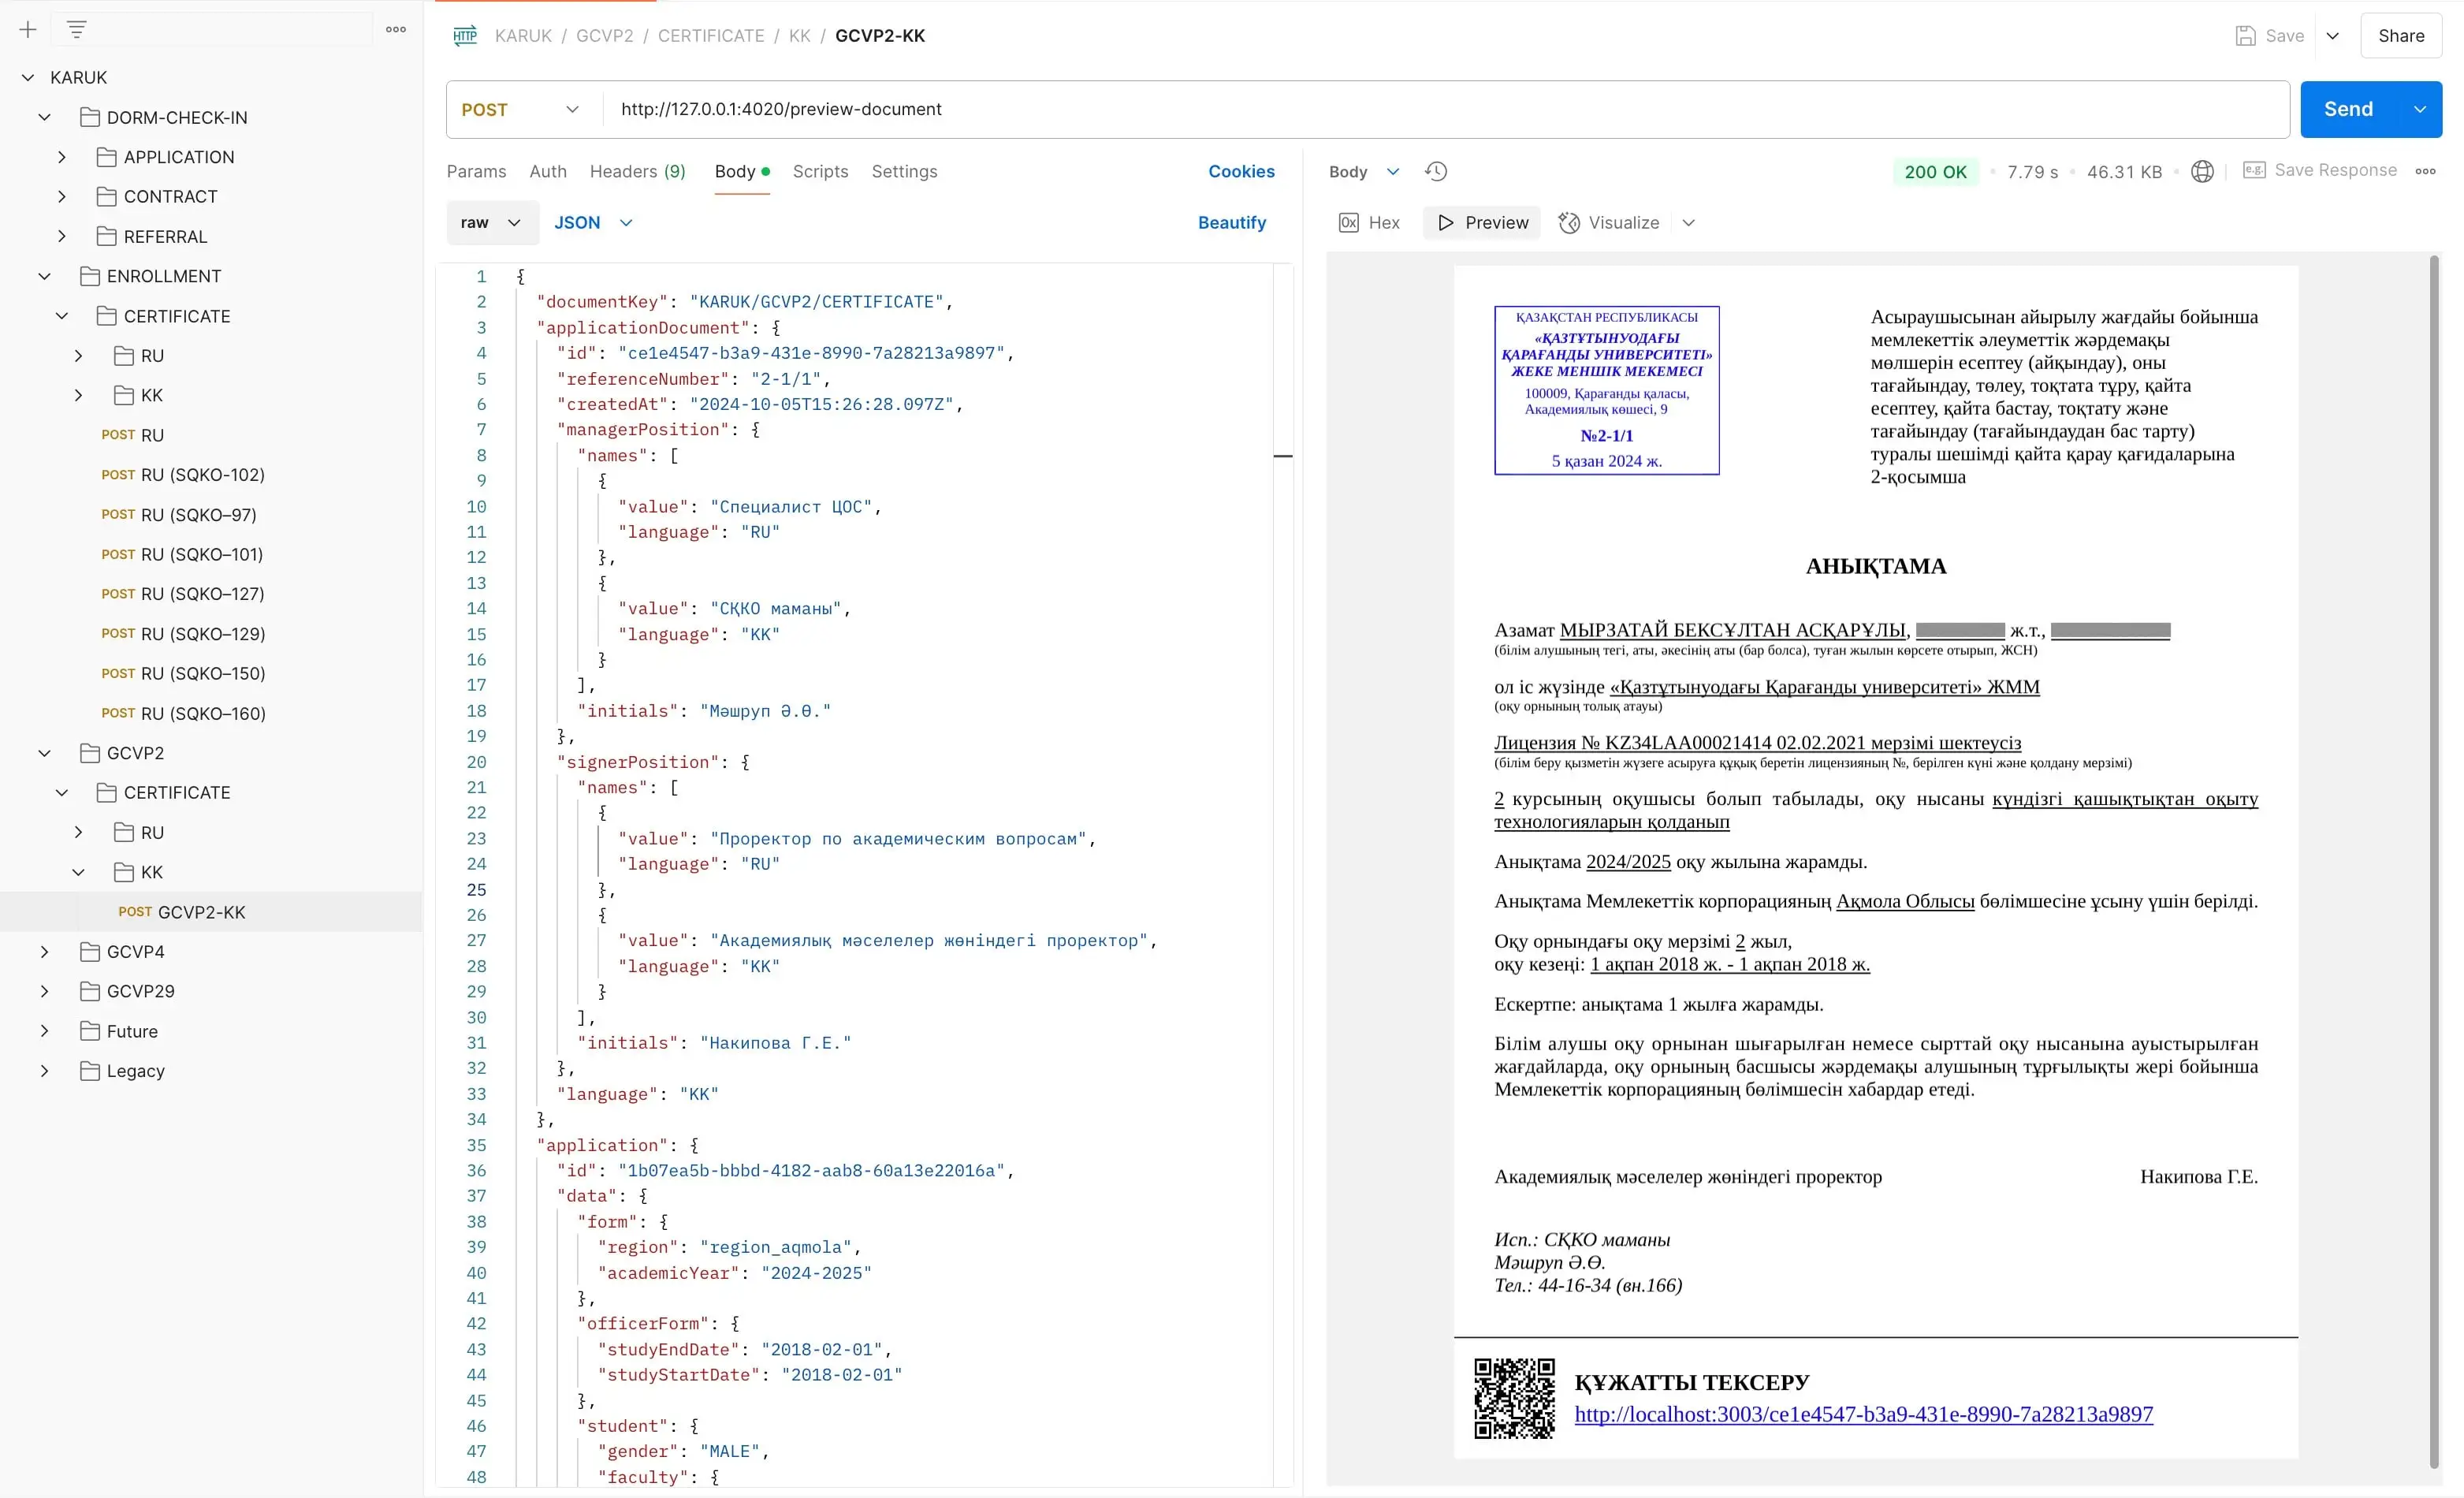 KARUK
DORM-CHECK-IN
APPLICATION
CONTRACT
REFERRAL
ENROLLMENT
CERTIFICATE
RU
KK
POST RU
POST RU (SQKO-102)
POST RU (SQKO–97)
POST RU (SQKO–101)
POST RU (SQKO–127)
POST RU (SQKO–129)
POST RU (SQKO–150)
POST RU (SQKO–160)
GCVP2
CERTIFICATE
RU
KK
POST GCVP2-KK
GCVP4
GCVP29
Future
Legacy
HTTP KARUK / GCVP2 / CERTIFICATE / KK / GCVP2-KK
Save
Share
POST http://127.0.0.1:4020/preview-document
Send
Params Auth Headers (9) Body Scripts Settings Cookies
raw JSON Beautify
1 {
2 "documentKey": "KARUK/GCVP2/CERTIFICATE",
3 "applicationDocument": {
4 "id": "ce1e4547-b3a9-431e-8990-7a28213a9897",
5 "referenceNumber": "2-1/1",
6 "createdAt": "2024-10-05T15:26:28.097Z",
7 "managerPosition": {
8 "names": [
9 {
10 "value": "Специалист ЦОС",
11 "language": "RU"
12 },
13 {
14 "value": "СҚКО маманы",
15 "language": "KK"
16 }
17 ],
18 "initials": "Мәшруп Ә.Ө."
19 },
20 "signerPosition": {
21 "names": [
22 {
23 "value": "Проректор по академическим вопросам",
24 "language": "RU"
25 },
26 {
27 "value": "Академиялық мәселелер жөніндегі проректор",
28 "language": "KK"
29 }
30 ],
31 "initials": "Накипова Г.Е."
32 },
33 "language": "KK"
34 },
35 "application": {
36 "id": "1b07ea5b-bbbd-4182-aab8-60a13e22016a",
37 "data": {
38 "form": {
39 "region": "region_aqmola",
40 "academicYear": "2024-2025"
41 },
42 "officerForm": {
43 "studyEndDate": "2018-02-01",
44 "studyStartDate": "2018-02-01"
45 },
46 "student": {
47 "gender": "MALE",
48 "faculty": {
Body 200 OK 7.79 s 46.31 KB e.g. Save Response
0x Hex Preview Visualize
ҚАЗАҚСТАН РЕСПУБЛИКАСЫ
«ҚАЗТҰТЫНУОДАҒЫ
ҚАРАҒАНДЫ УНИВЕРСИТЕТІ»
ЖЕКЕ МЕНШІК МЕКЕМЕСІ
100009, Қарағанды қаласы,
Академиялық көшесі, 9
№2-1/1
5 қазан 2024 ж.
Асыраушысынан айырылу жағдайы бойынша
мемлекеттік әлеуметтік жәрдемақы
мөлшерін есептеу (айқындау), оны
тағайындау, төлеу, тоқтата тұру, қайта
есептеу, қайта бастау, тоқтату және
тағайындау (тағайындаудан бас тарту)
туралы шешімді қайта қарау қағидаларына
2-қосымша
АНЫҚТАМА
Азамат МЫРЗАТАЙ БЕКСҰЛТАН АСҚАРҰЛЫ, ж.т.,
(білім алушының тегі, аты, әкесінің аты (бар болса), туған жылын көрсете отырып, ЖСН)
ол іс жүзінде «Қазтұтынуодағы Қарағанды университеті» ЖММ
(оқу орнының толық атауы)
Лицензия № KZ34LAA00021414 02.02.2021 мерзімі шектеусіз
(білім беру қызметін жүзеге асыруға құқық беретін лицензияның №, берілген күні және қолдану мерзімі)
2 курсының оқушысы болып табылады, оқу нысаны күндізгі қашықтықтан оқыту
технологияларын қолданып
Анықтама 2024/2025 оқу жылына жарамды.
Анықтама Мемлекеттік корпорацияның Ақмола Облысы бөлімшесіне ұсыну үшін берілді.
Оқу орнындағы оқу мерзімі 2 жыл,
оқу кезеңі: 1 ақпан 2018 ж. - 1 ақпан 2018 ж.
Ескертпе: анықтама 1 жылға жарамды.
Білім алушы оқу орнынан шығарылған немесе сырттай оқу нысанына ауыстырылған
жағдайларда, оқу орнының басшысы жәрдемақы алушының тұрғылықты жері бойынша
Мемлекеттік корпорацияның бөлімшесін хабардар етеді.
Академиялық мәселелер жөніндегі проректор Накипова Г.Е.
Исп.: СҚКО маманы
Мәшруп Ә.Ө.
Тел.: 44-16-34 (вн.166)
ҚҰЖАТТЫ ТЕКСЕРУ
http://localhost:3003/ce1e4547-b3a9-431e-8990-7a28213a9897